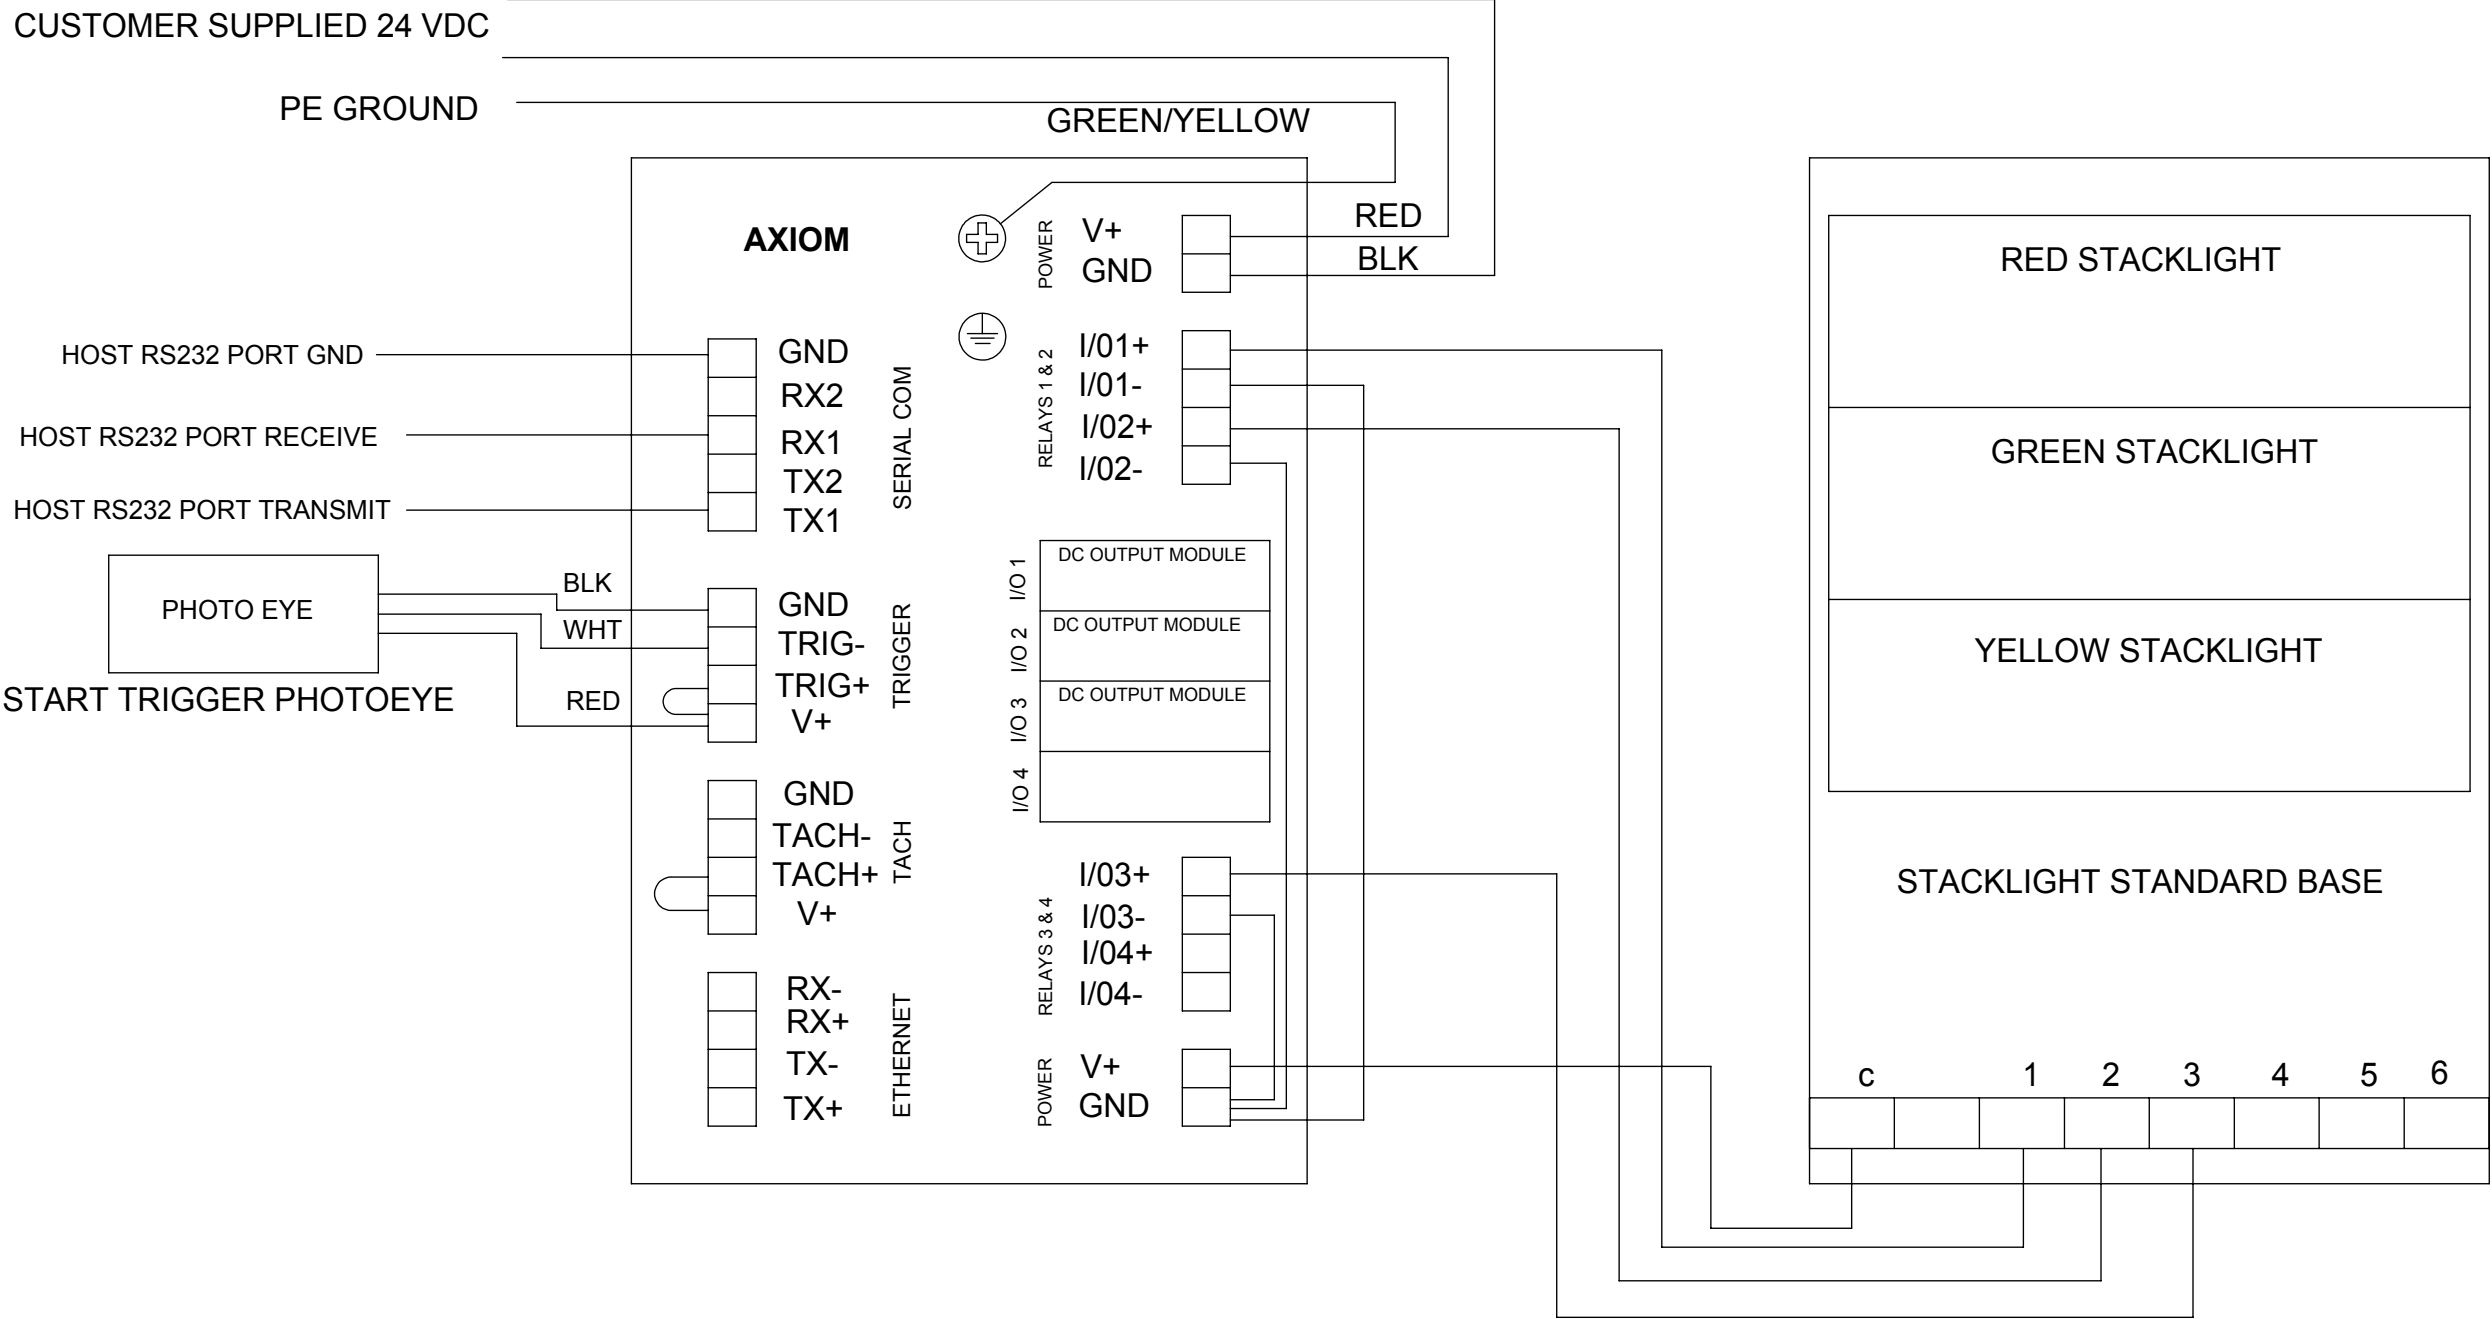 CUSTOMER SUPPLIED 24 VDC
PE GROUND
GREEN/YELLOW
AXIOM
POWER
V+
GND
RED
BLK
HOST RS232 PORT GND
HOST RS232 PORT RECEIVE
HOST RS232 PORT TRANSMIT
GND
RX2
RX1
TX2
TX1
SERIAL COM
RELAYS 1 & 2
I/01+
I/01-
I/02+
I/02-
PHOTO EYE
START TRIGGER PHOTOEYE
BLK
WHT
RED
GND
TRIG-
TRIG+
V+
TRIGGER
I/O 1
DC OUTPUT MODULE
I/O 2
DC OUTPUT MODULE
I/O 3
DC OUTPUT MODULE
I/O 4
GND
TACH-
TACH+
V+
TACH
RELAYS 3 & 4
I/03+
I/03-
I/04+
I/04-
RX-
RX+
TX-
TX+
ETHERNET
POWER
V+
GND
RED STACKLIGHT
GREEN STACKLIGHT
YELLOW STACKLIGHT
STACKLIGHT STANDARD BASE
c 1 2 3 4 5 6